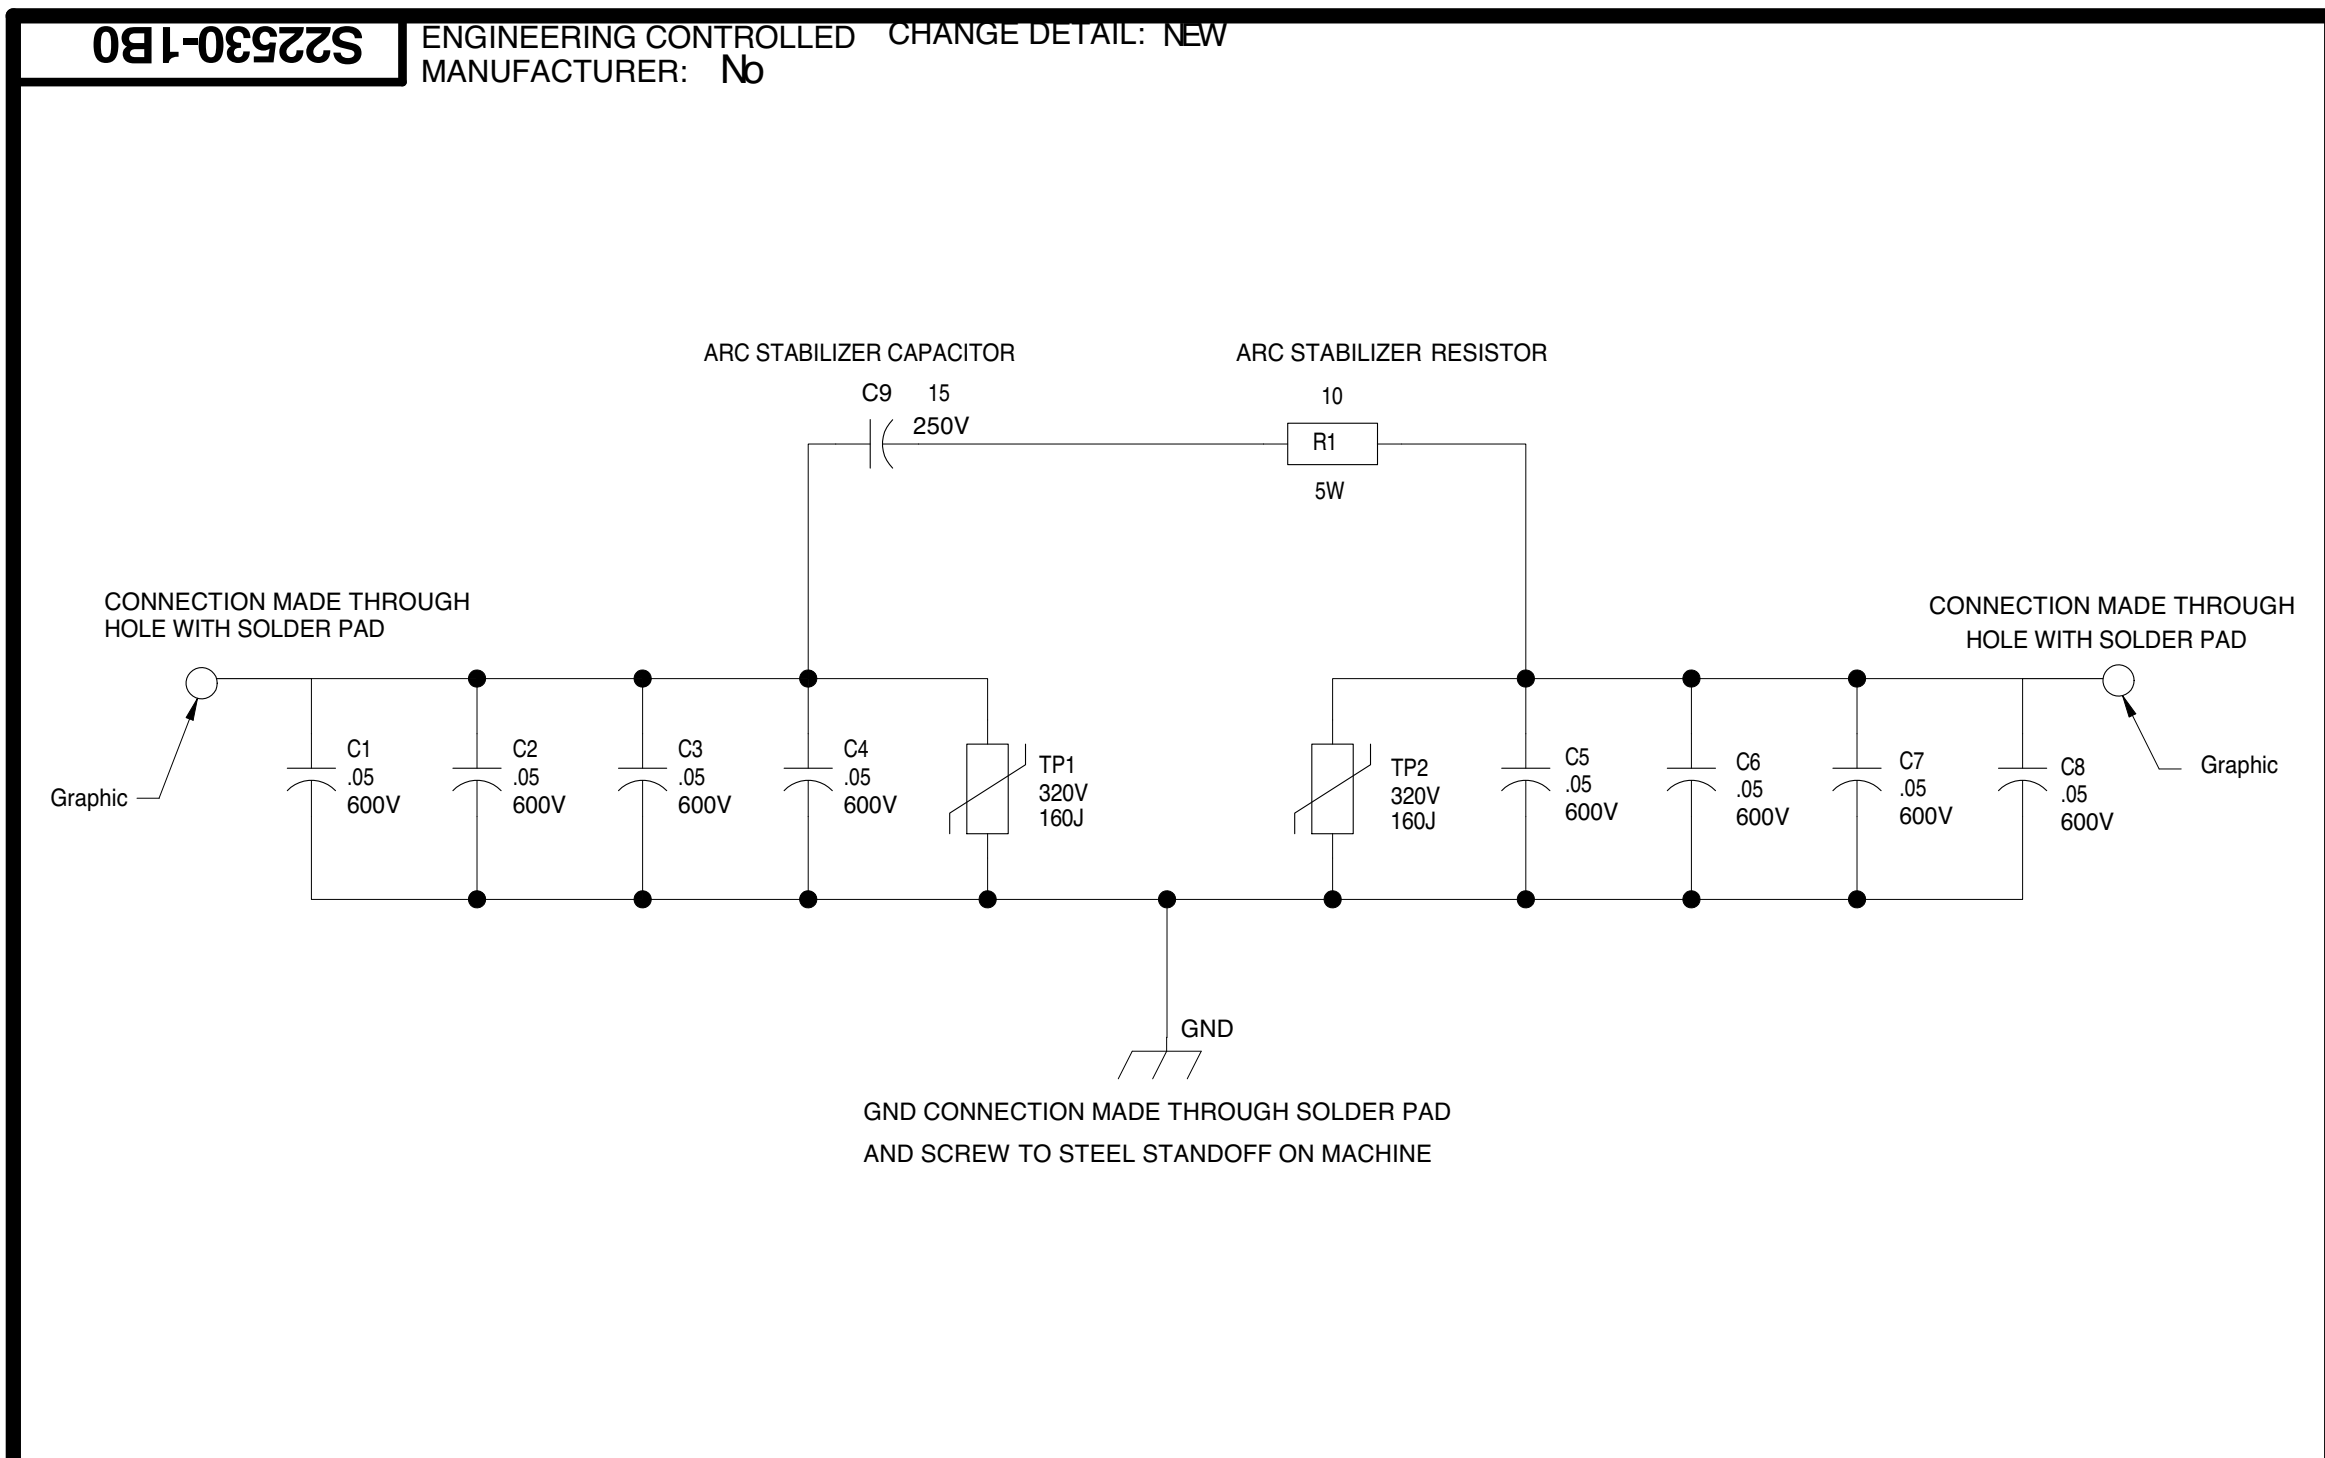 S22530-1B0
ENGINEERING CONTROLLED
MANUFACTURER: No
CHANGE DETAIL: NEW
ARC STABILIZER CAPACITOR
C9 15
250V
ARC STABILIZER RESISTOR
10
R1
5W
CONNECTION MADE THROUGH
HOLE WITH SOLDER PAD
CONNECTION MADE THROUGH
HOLE WITH SOLDER PAD
Graphic
C1
.05
600V
C2
.05
600V
C3
.05
600V
C4
.05
600V
TP1
320V
160J
TP2
320V
160J
C5
.05
600V
C6
.05
600V
C7
.05
600V
C8
.05
600V
Graphic
GND
GND CONNECTION MADE THROUGH SOLDER PAD
AND SCREW TO STEEL STANDOFF ON MACHINE